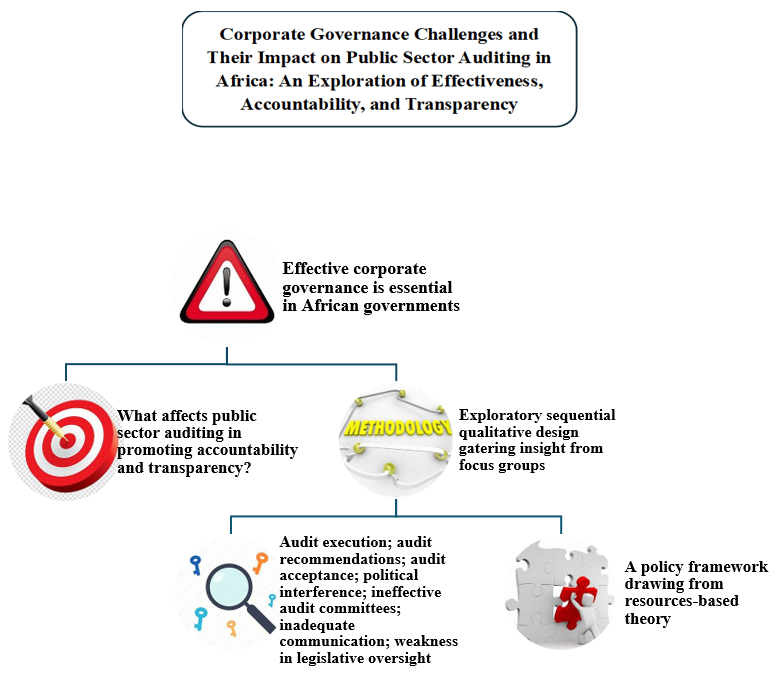 Corporate Governance Challenges and
Their Impact on Public Sector Auditing in
Africa: An Exploration of Effectiveness,
Accountability, and Transparency
Effective corporate
governance is essential
in African governments
What affects public
sector auditing in
promoting accountability
and transparency?
METHODOLOGY
Exploratory sequential
qualitative design
gatering insight from
focus groups
Audit execution; audit
recommendations; audit
acceptance; political
interference; ineffective
audit committees;
inadequate
communication; weakness
in legislative oversight
A policy framework
drawing from
resources-based
theory